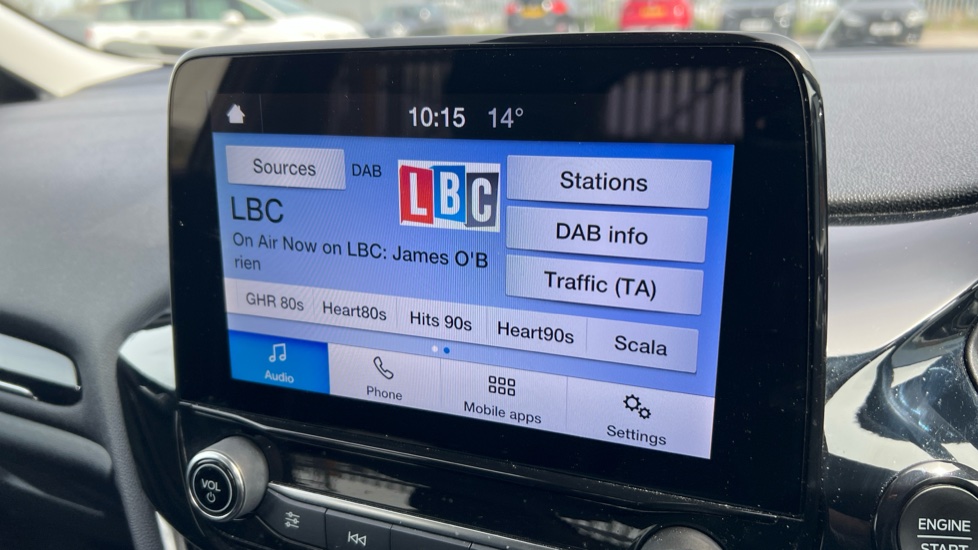 10:15 14°
Sources DAB LBC Stations
LBC
DAB info
On Air Now on LBC: James O'B
rien
Traffic (TA)
GHR 80s Heart80s Hits 90s Heart90s Scala
Audio Phone Mobile apps Settings
VOL
ENGINE
START